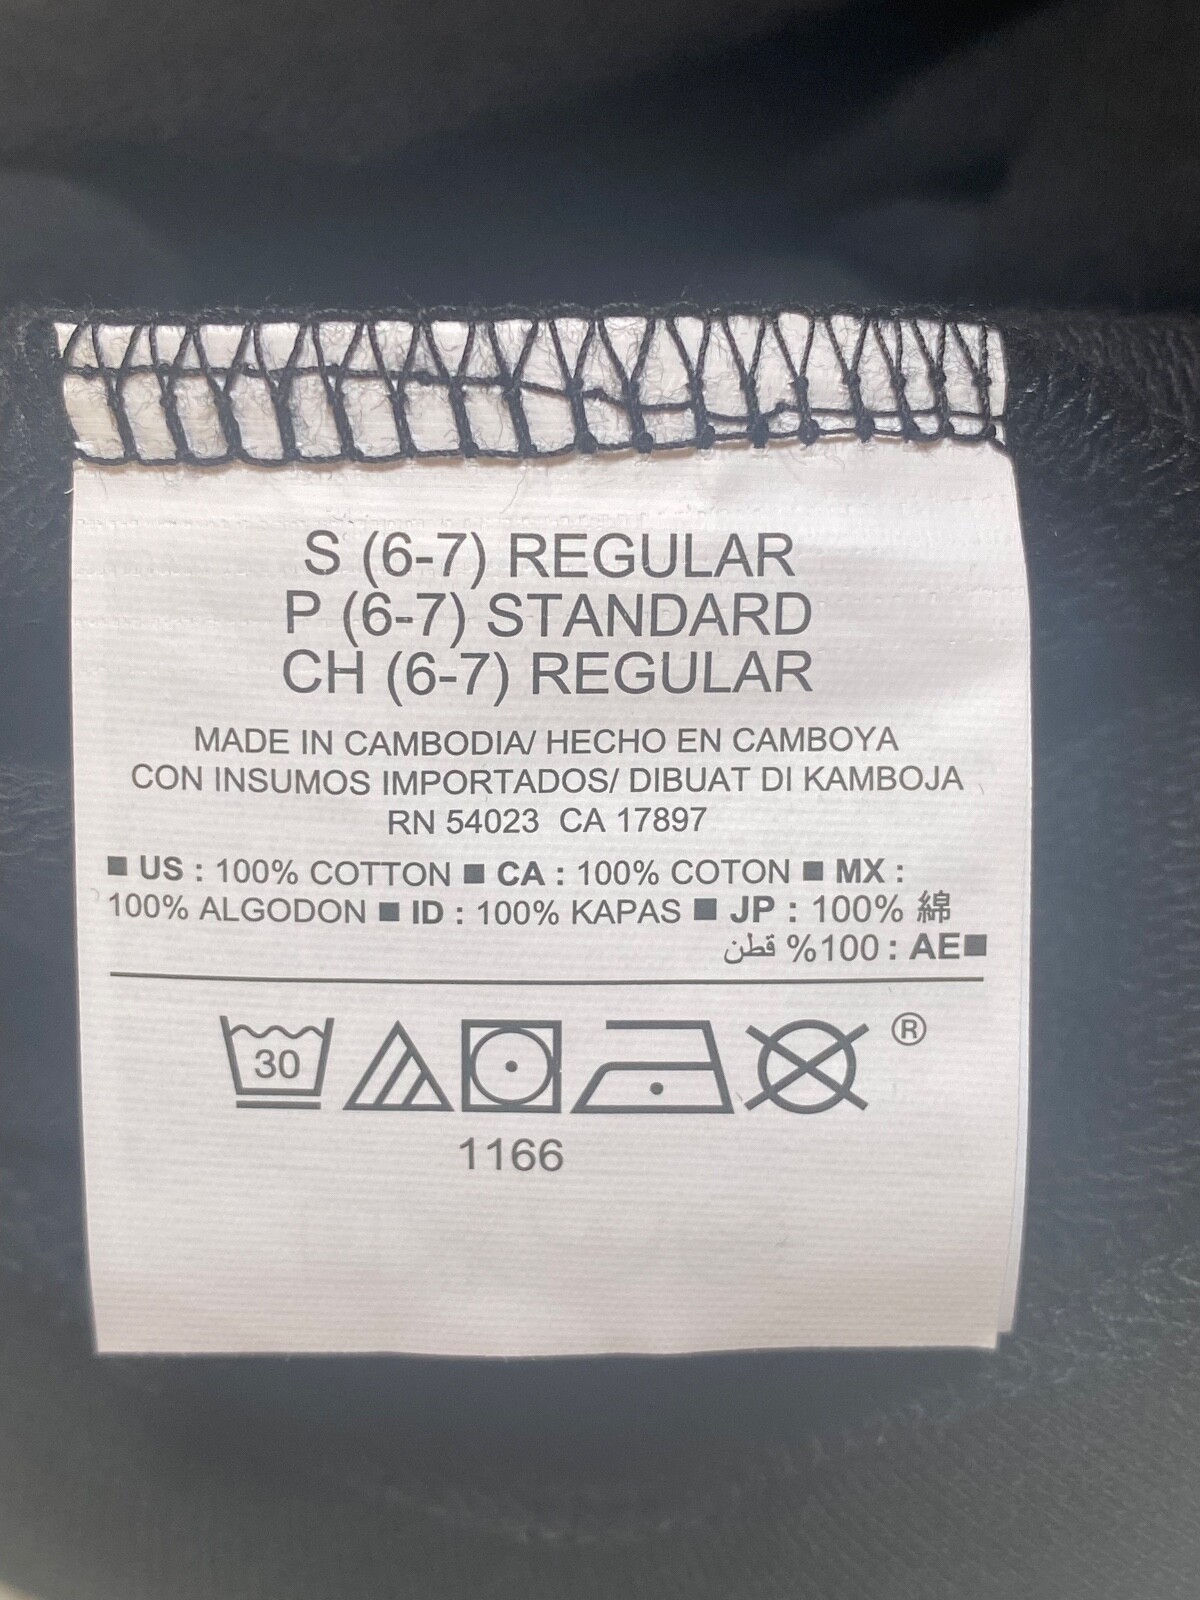 S (6-7) REGULAR
P (6-7) STANDARD
CH (6-7) REGULAR
MADE IN CAMBODIA/ HECHO EN CAMBOYA
CON INSUMOS IMPORTADOS/ DIBUAT DI KAMBOJA
RN 54023 CA 17897
■ US : 100% COTTON ■ CA : 100% COTON ■ MX :
100% ALGODON ■ ID : 100% KAPAS ■ JP : 100% 綿
■AE : 100% قطن
30
®
1166